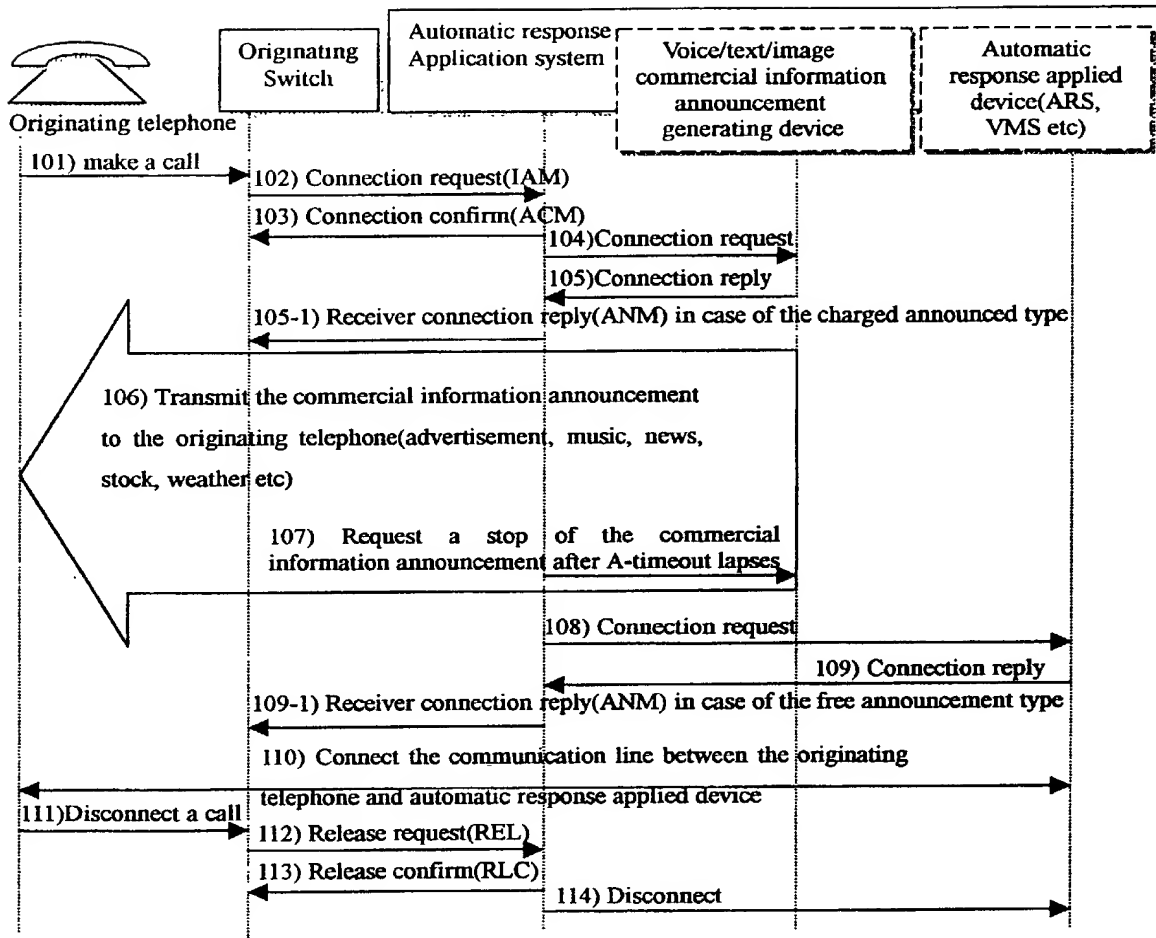 Originating telephone
Originating
Switch
Automatic response
Application system
Voice/text/image
commercial information
announcement
generating device
Automatic
response applied
device(ARS,
VMS etc)
101) make a call
102) Connection request(IAM)
103) Connection confirm(ACM)
104)Connection request
105)Connection reply
105-1) Receiver connection reply(ANM) in case of the charged announced type
106) Transmit the commercial information announcement
to the originating telephone(advertisement, music, news,
stock, weather etc)
107) Request a stop of the commercial
information announcement after A-timeout lapses
108) Connection request
109) Connection reply
109-1) Receiver connection reply(ANM) in case of the free announcement type
110) Connect the communication line between the originating
telephone and automatic response applied device
111)Disconnect a call
112) Release request(REL)
113) Release confirm(RLC)
114) Disconnect